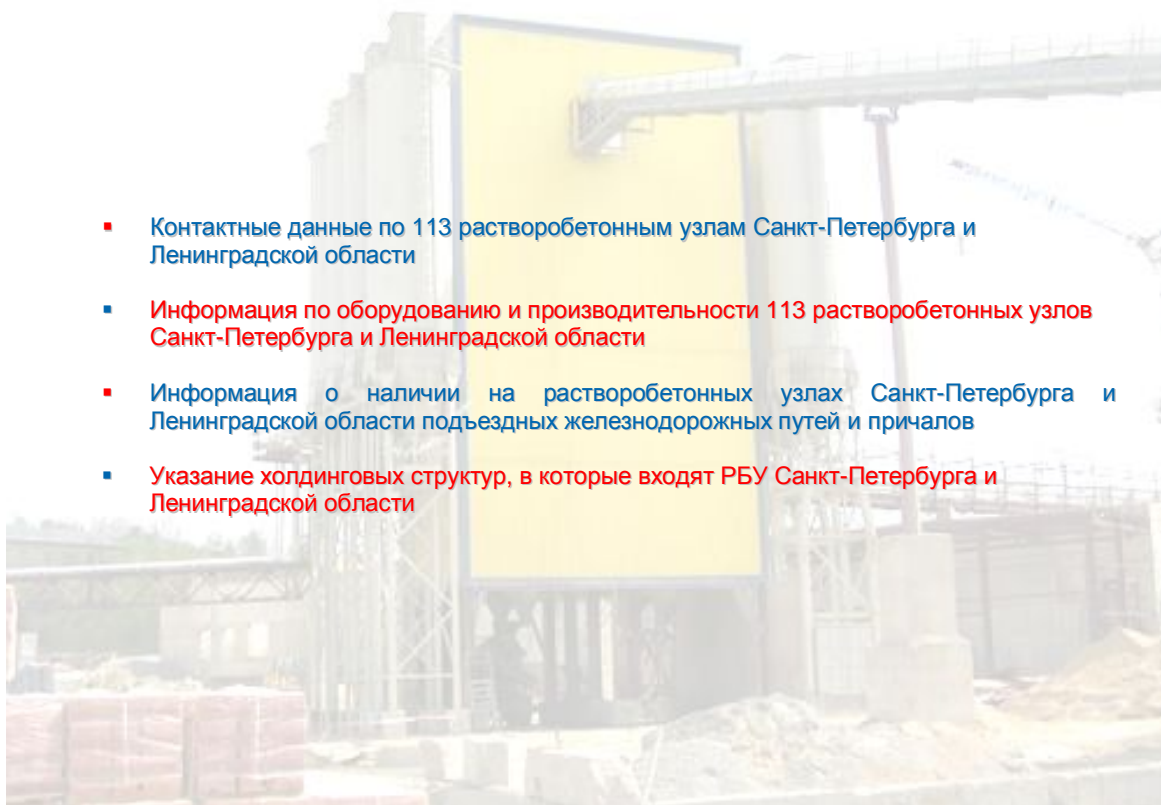 Контактные данные по 113 растворобетонным узлам Санкт-Петербурга и
Ленинградской области
Информация по оборудованию и производительности 113 растворобетонных узлов
Санкт-Петербурга и Ленинградской области
Информация о наличии на растворобетонных узлах Санкт-Петербурга и
Ленинградской области подъездных железнодорожных путей и причалов
Указание холдинговых структур, в которые входят РБУ Санкт-Петербурга и
Ленинградской области